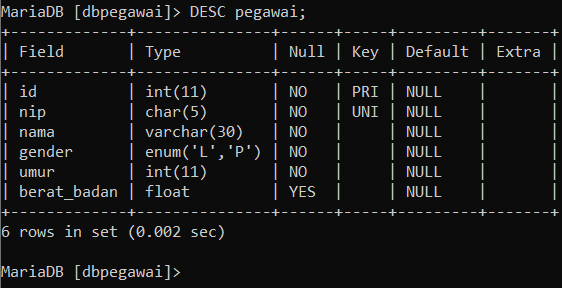 MariaDB [dbpegawai]> DESC pegawai;
+-------------+---------------+------+-----+---------+-------+
| Field       | Type          | Null | Key | Default | Extra |
+-------------+---------------+------+-----+---------+-------+
| id          | int(11)       | NO   | PRI | NULL    |       |
| nip         | char(5)       | NO   | UNI | NULL    |       |
| nama        | varchar(30)   | NO   |     | NULL    |       |
| gender      | enum('L','P') | NO   |     | NULL    |       |
| umur        | int(11)       | NO   |     | NULL    |       |
| berat_badan | float         | YES  |     | NULL    |       |
+-------------+---------------+------+-----+---------+-------+
6 rows in set (0.002 sec)
MariaDB [dbpegawai]>